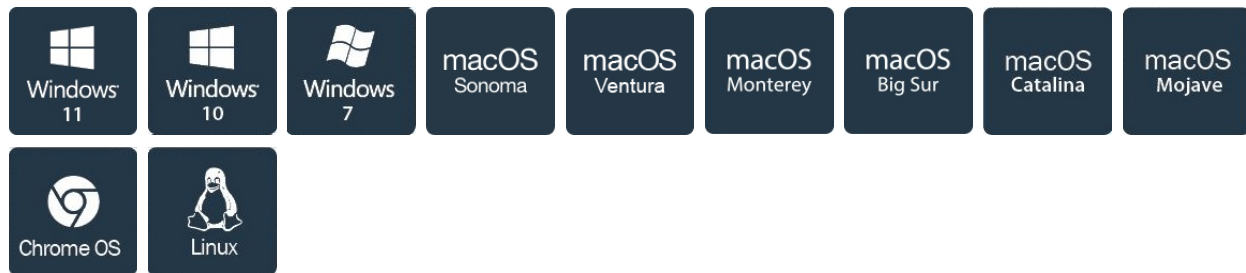 Windows
11
Windows
10
Windows
7
macOS
Sonoma
macOS
Ventura
macOS
Monterey
macOS
Big Sur
macOS
Catalina
macOS
Mojave
Chrome OS
Linux